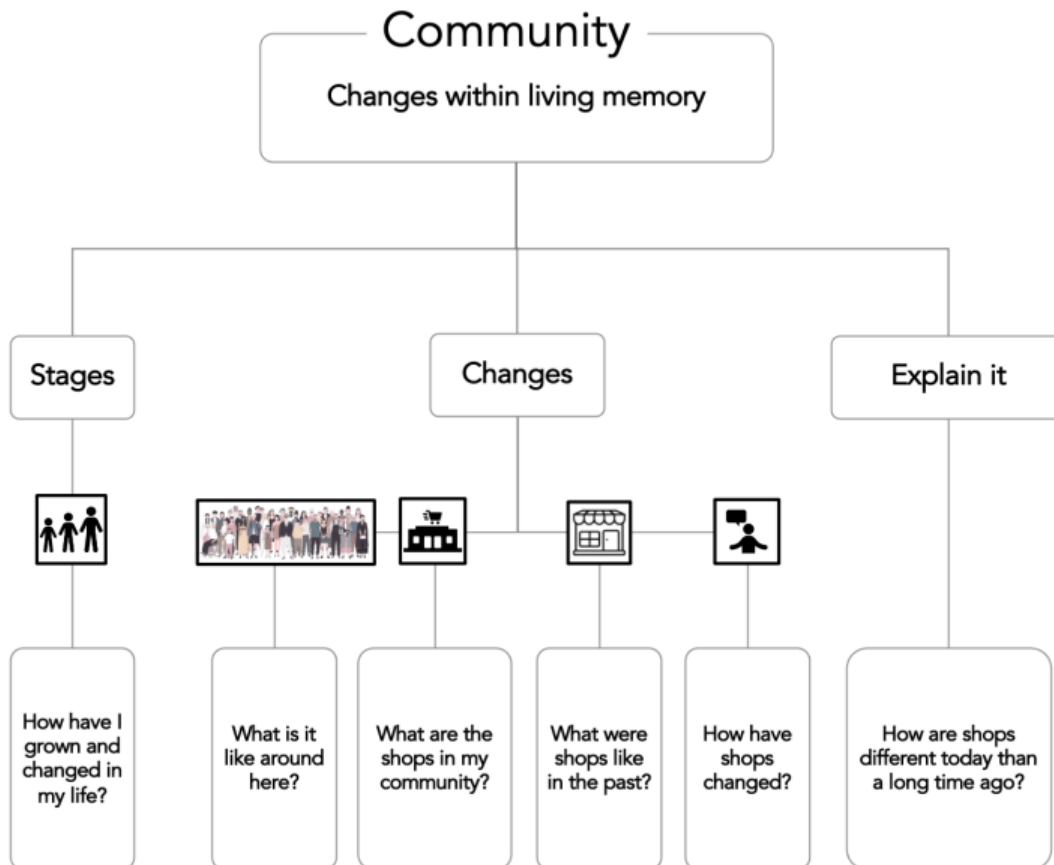 Community
Changes within living memory
Stages
Changes
Explain it
How have I
grown and
changed in
my life?
What is it
like around
here?
What are the
shops in my
community?
What were
shops like
in the past?
How have
shops
changed?
How are shops
different today than
a long time ago?